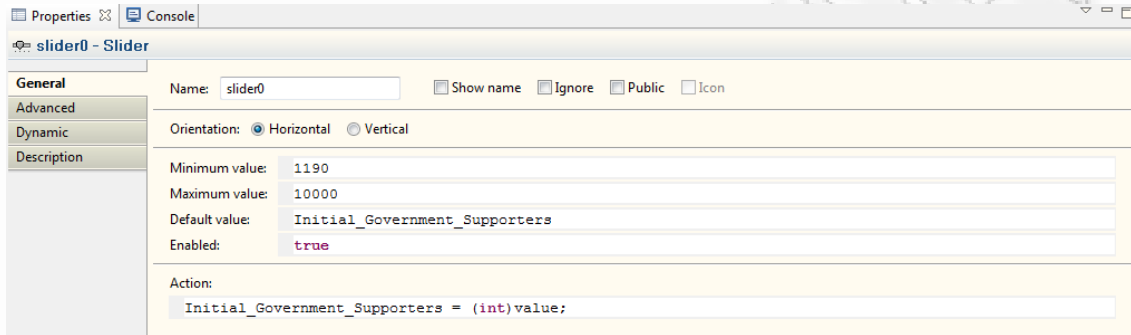 Properties Console
slider0 - Slider
General
Advanced
Dynamic
Description
Name: slider0 Show name Ignore Public Icon
Orientation: Horizontal Vertical
Minimum value: 1190
Maximum value: 10000
Default value: Initial_Government_Supporters
Enabled: true
Action:
Initial_Government_Supporters = (int)value;